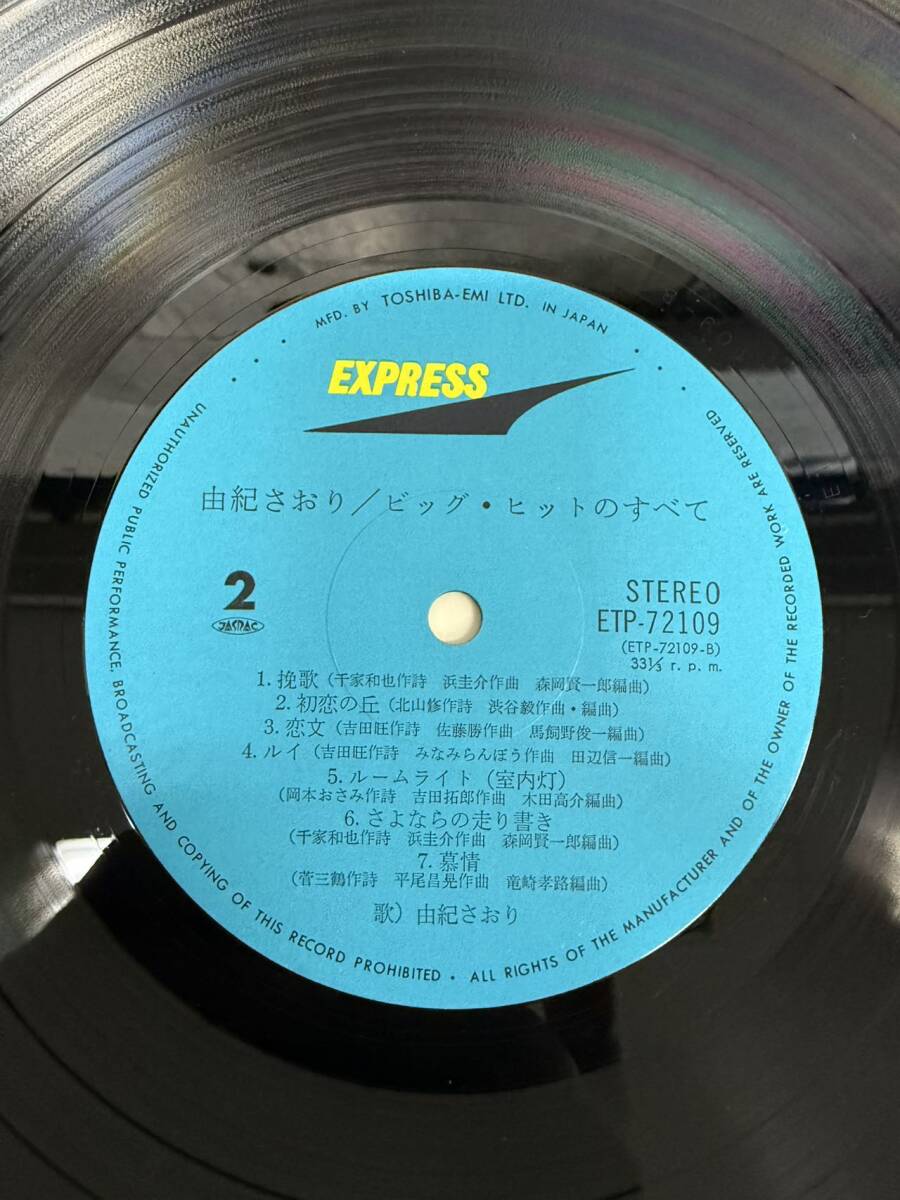 MFD. BY TOSHIBA-EMI LTD. IN JAPAN
EXPRESS
由紀さおり/ビッグ・ヒットのすべて
2
JASRAC
STEREO
ETP-72109
(ETP-72109-B)
33⅓ r. p. m.
1. 挽歌 (千家和也作詩 浜圭介作曲 森岡賢一郎編曲)
2. 初恋の丘 (北山修作詩 渋谷毅作曲・編曲)
3. 恋文 (吉田旺作詩 佐藤勝作曲 馬飼野俊一編曲)
4. ルイ (吉田旺作詩 みなみらんぼう作曲 田辺信一編曲)
5. ルームライト (室内灯)
(岡本おさみ作詩 吉田拓郎作曲 木田高介編曲)
6. さよならの走り書き
(千家和也作詩 浜圭介作曲 森岡賢一郎編曲)
7. 慕情
(菅三鶴作詩 平尾昌晃作曲 竜崎孝路編曲)
歌) 由紀さおり
UNAUTHORIZED PUBLIC PERFORMANCE, BROADCASTING AND COPYING OF THIS RECORD PROHIBITED • ALL RIGHTS OF THE MANUFACTURER AND OF THE OWNER OF THE RECORDED WORK ARE RESERVED